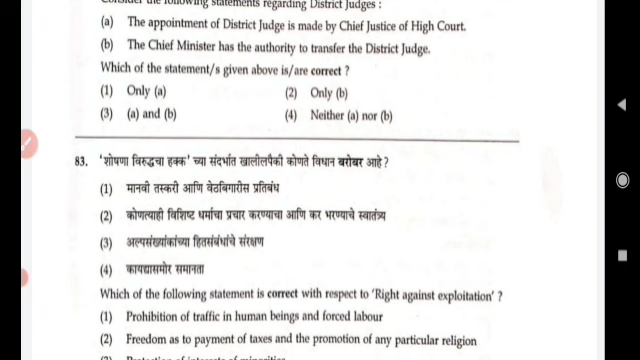 Consider the following statements regarding District Judges :
(a) The appointment of District Judge is made by Chief Justice of High Court.
(b) The Chief Minister has the authority to transfer the District Judge.
Which of the statement/s given above is/are correct ?
(1) Only (a) (2) Only (b)
(3) (a) and (b) (4) Neither (a) nor (b)
83. 'शोषणा विरुद्धचा हक्क' च्या संदर्भात खालीलपैकी कोणते विधान बरोबर आहे ?
(1) मानवी तस्करी आणि वेठबिगारीस प्रतिबंध
(2) कोणत्याही विशिष्ट धर्माचा प्रचार करण्याचा आणि कर भरण्याचे स्वातंत्र्य
(3) अल्पसंख्यांकांच्या हितसंबंधांचे संरक्षण
(4) कायद्यासमोर समानता
Which of the following statement is correct with respect to 'Right against exploitation' ?
(1) Prohibition of traffic in human beings and forced labour
(2) Freedom as to payment of taxes and the promotion of any particular religion
(3) Protection of interests of minorities